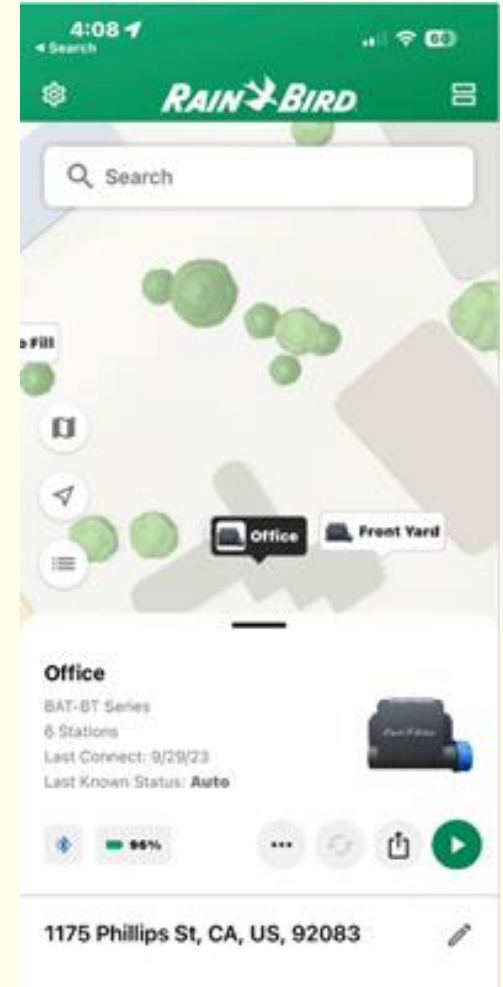 4:08
◀ Search
60
RAIN BIRD
Search
o Fill
Office
Front Yard
Office
BAT-BT Series
6 Stations
Last Connect: 9/29/23
Last Known Status: Auto
96%
1175 Phillips St, CA, US, 92083